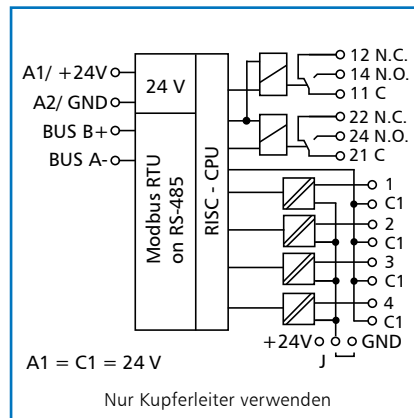 A1/ +24V
A2/ GND
BUS B+
BUS A-
24 V
Modbus RTU
on RS-485
RISC - CPU
12 N.C.
14 N.O.
11 C
22 N.C.
24 N.O.
21 C
1
C1
2
C1
3
C1
4
C1
+24V
GND
J
A1 = C1 = 24 V
Nur Kupferleiter verwenden